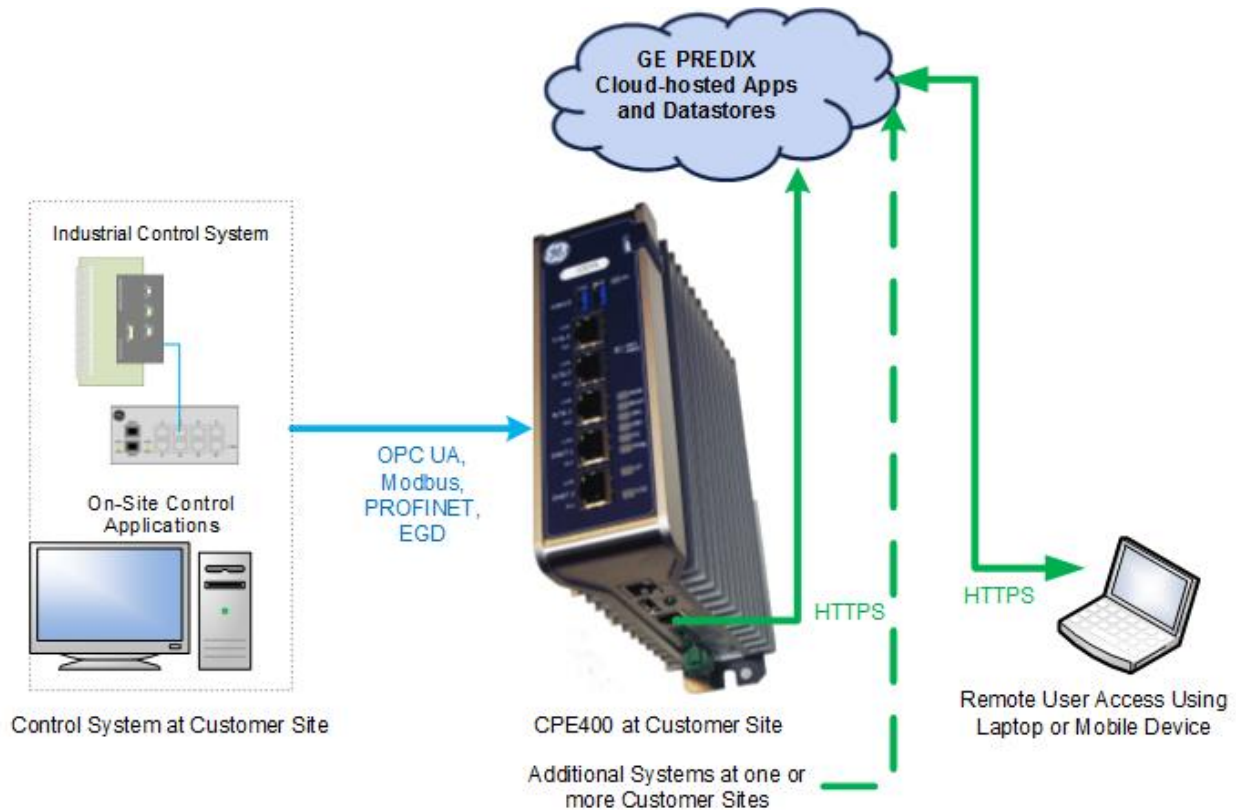 GE PREDIX
Cloud-hosted Apps
and Datastores
Industrial Control System
On-Site Control
Applications
OPC UA,
Modbus,
PROFINET,
EGD
HTTPS
HTTPS
Control System at Customer Site
CPE400 at Customer Site
Remote User Access Using
Laptop or Mobile Device
Additional Systems at one or
more Customer Sites